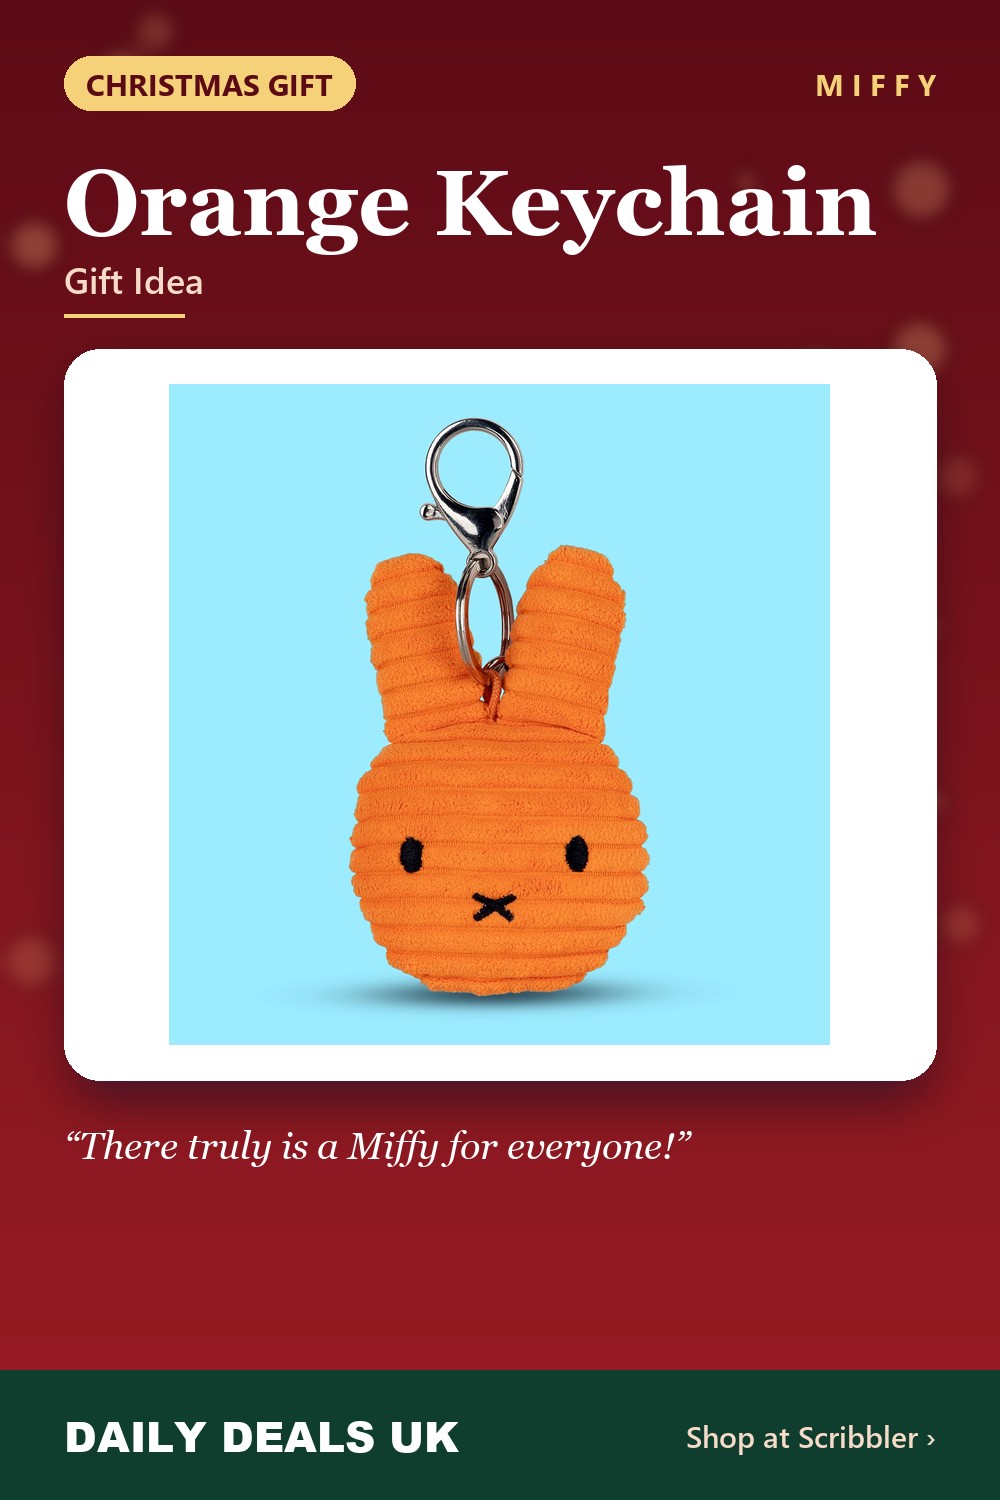 CHRISTMAS GIFT
MIFFY
Orange Keychain
Gift Idea
“There truly is a Miffy for everyone!”
DAILY DEALS UK
Shop at Scribbler ›